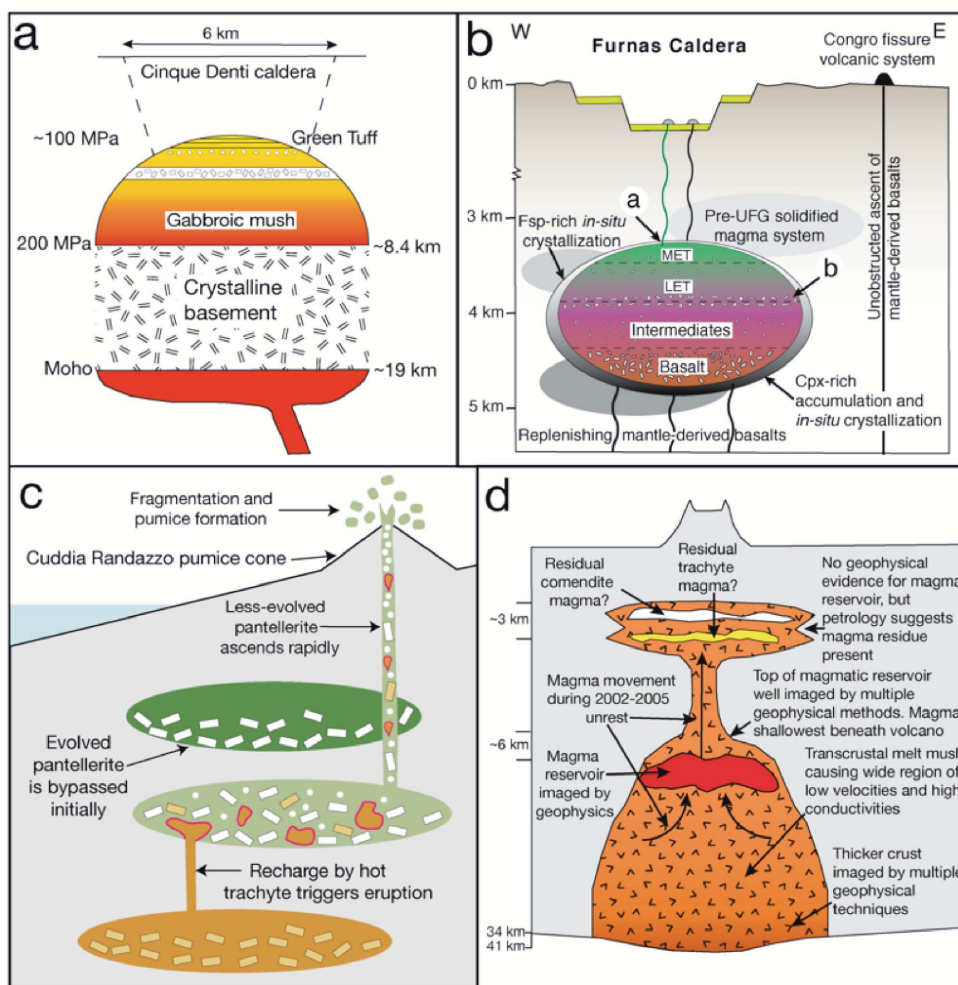 a
6 km
Cinque Denti caldera
~100 MPa
Green Tuff
Gabbroic mush
200 MPa
~8.4 km
Crystalline
basement
Moho
~19 km
b
W
Furnas Caldera
Congro fissure
volcanic system
E
0 km
3 km
4 km
5 km
a
Fsp-rich in-situ
crystallization
Pre-UFG solidified
magma system
MET
LET
b
Intermediates
Basalt
Cpx-rich
accumulation and
in-situ crystallization
Replenishing mantle-derived basalts
Unobstructed ascent of
mantle-derived basalts
c
Fragmentation and
pumice formation
Cuddia Randazzo pumice cone
Less-evolved
pantellerite
ascends rapidly
Evolved
pantellerite
is bypassed
initially
Recharge by hot
trachyte triggers eruption
d
Residual
comendite
magma?
Residual
trachyte
magma?
No geophysical
evidence for magma
reservoir, but
petrology suggests
magma residue
present
~3 km
Magma movement
during 2002-2005
unrest
Top of magmatic reservoir
well imaged by multiple
geophysical methods. Magma
shallowest beneath volcano
~6 km
Magma
reservoir
imaged by
geophysics
Transcrustal melt mush
causing wide region of
low velocities and high
conductivities
Thicker crust
imaged by multiple
geophysical
techniques
34 km
41 km